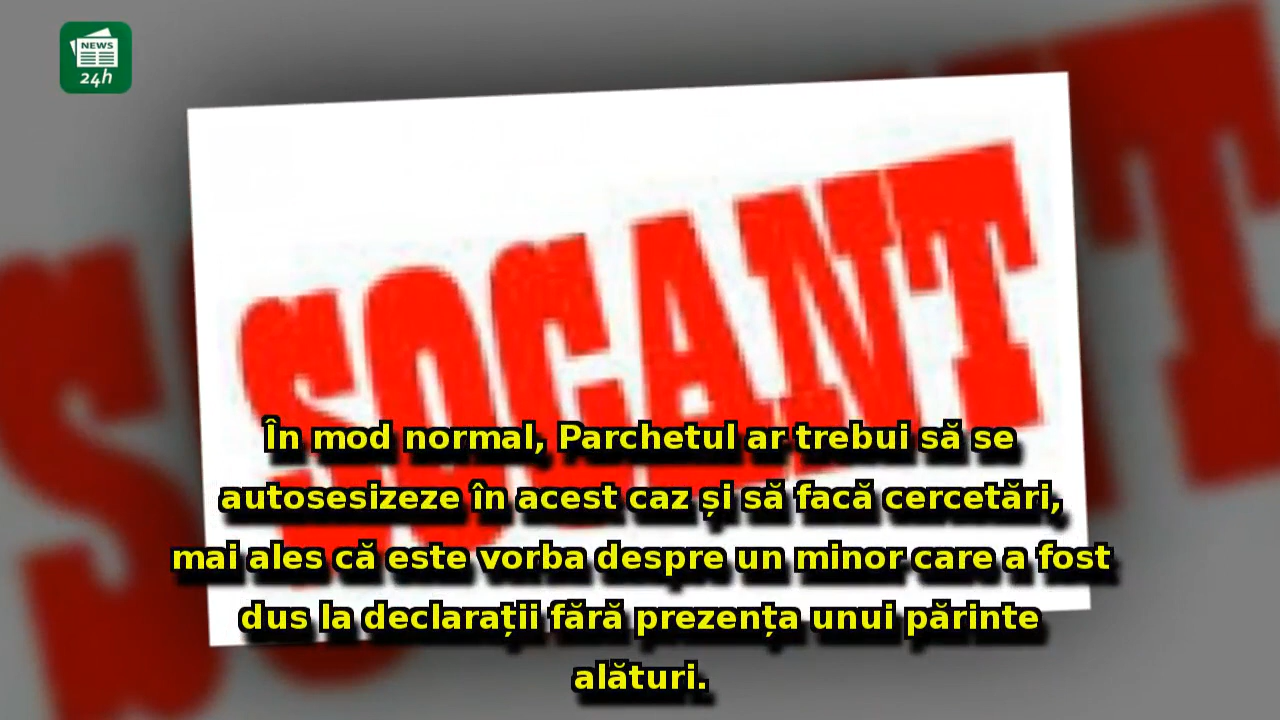 NEWS
24h
ȘOCANT
În mod normal, Parchetul ar trebui să se
autosesizeze în acest caz și să facă cercetări,
mai ales că este vorba despre un minor care a fost
dus la declarații fără prezența unui părinte
alături.